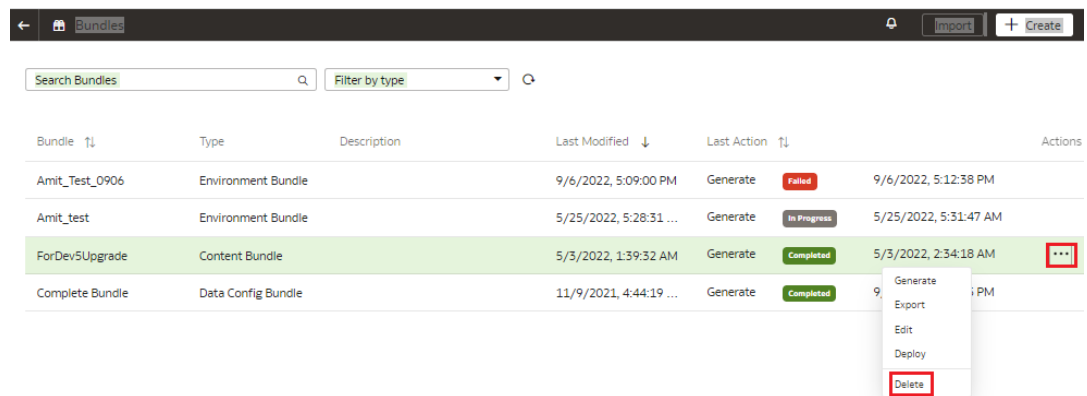 Bundles Import + Create
Search Bundles Filter by type
Bundle Type Description Last Modified Last Action Actions
Amit_Test_0906 Environment Bundle 9/6/2022, 5:09:00 PM Generate Failed 9/6/2022, 5:12:38 PM
Amit_test Environment Bundle 5/25/2022, 5:28:31 ... Generate In Progress 5/25/2022, 5:31:47 AM
ForDev5Upgrade Content Bundle 5/3/2022, 1:39:32 AM Generate Completed 5/3/2022, 2:34:18 AM ...
Complete Bundle Data Config Bundle 11/9/2021, 4:44:19 ... Generate Completed 9 PM
Generate
Export
Edit
Deploy
Delete